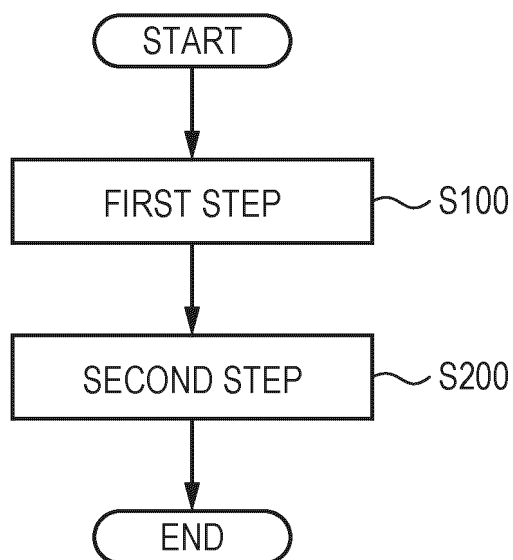 START
FIRST STEP
S100
SECOND STEP
S200
END